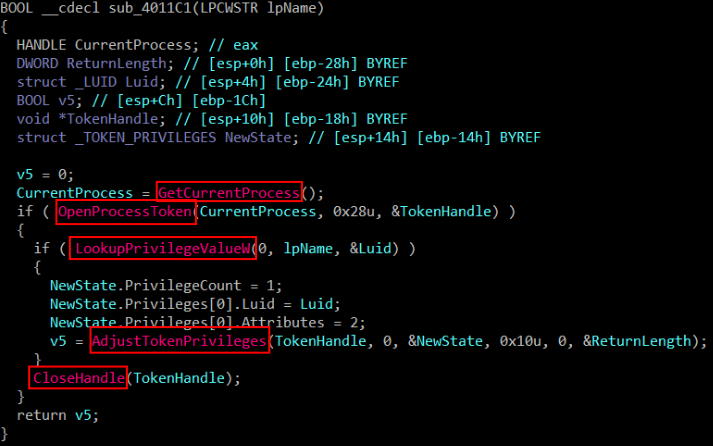 BOOL __cdecl sub_4011C1(LPCWSTR lpName)
{
  HANDLE CurrentProcess; // eax
  DWORD ReturnLength; // [esp+0h] [ebp-28h] BYREF
  struct _LUID Luid; // [esp+4h] [ebp-24h] BYREF
  BOOL v5; // [esp+Ch] [ebp-1Ch]
  void *TokenHandle; // [esp+10h] [ebp-18h] BYREF
  struct _TOKEN_PRIVILEGES NewState; // [esp+14h] [ebp-14h] BYREF

  v5 = 0;
  CurrentProcess = GetCurrentProcess();
  if ( OpenProcessToken(CurrentProcess, 0x28u, &TokenHandle) )
  {
    if ( LookupPrivilegeValueW(0, lpName, &Luid) )
    {
      NewState.PrivilegeCount = 1;
      NewState.Privileges[0].Luid = Luid;
      NewState.Privileges[0].Attributes = 2;
      v5 = AdjustTokenPrivileges(TokenHandle, 0, &NewState, 0x10u, 0, &ReturnLength);
    }
    CloseHandle(TokenHandle);
  }
  return v5;
}